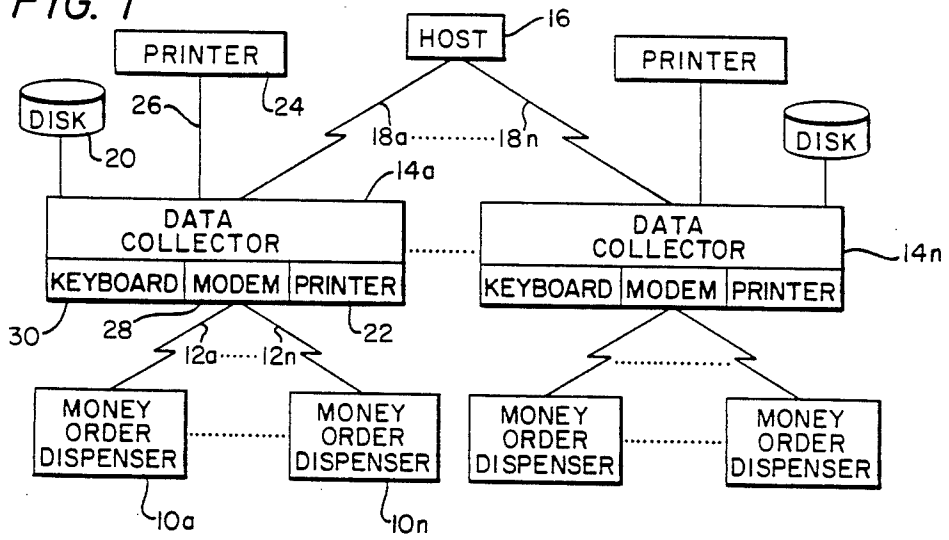 FIG. 1
HOST
16
PRINTER
24
PRINTER
26
DISK
20
18a
18n
DISK
14a
DATA
COLLECTOR
KEYBOARD
MODEM
PRINTER
30
28
22
DATA
COLLECTOR
14n
KEYBOARD
MODEM
PRINTER
12a
12n
MONEY
ORDER
DISPENSER
10a
MONEY
ORDER
DISPENSER
10n
MONEY
ORDER
DISPENSER
MONEY
ORDER
DISPENSER